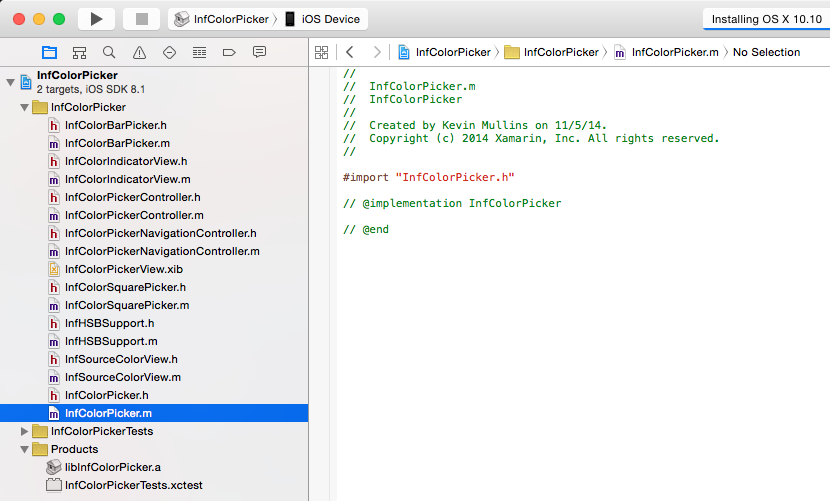 InfColorPicker 〉 iOS Device
Installing OS X 10.10
InfColorPicker 〉 InfColorPicker 〉 m InfColorPicker.m 〉 No Selection
InfColorPicker
2 targets, iOS SDK 8.1
InfColorPicker
h InfColorBarPicker.h
m InfColorBarPicker.m
h InfColorIndicatorView.h
m InfColorIndicatorView.m
h InfColorPickerController.h
m InfColorPickerController.m
h InfColorPickerNavigationController.h
m InfColorPickerNavigationController.m
InfColorPickerView.xib
h InfColorSquarePicker.h
m InfColorSquarePicker.m
h InfHSBSupport.h
m InfHSBSupport.m
h InfSourceColorView.h
m InfSourceColorView.m
h InfColorPicker.h
m InfColorPicker.m
InfColorPickerTests
Products
libInfColorPicker.a
InfColorPickerTests.xctest
//
//  InfColorPicker.m
//  InfColorPicker
//
//  Created by Kevin Mullins on 11/5/14.
//  Copyright (c) 2014 Xamarin, Inc. All rights reserved.
//
#import "InfColorPicker.h"
// @implementation InfColorPicker
// @end